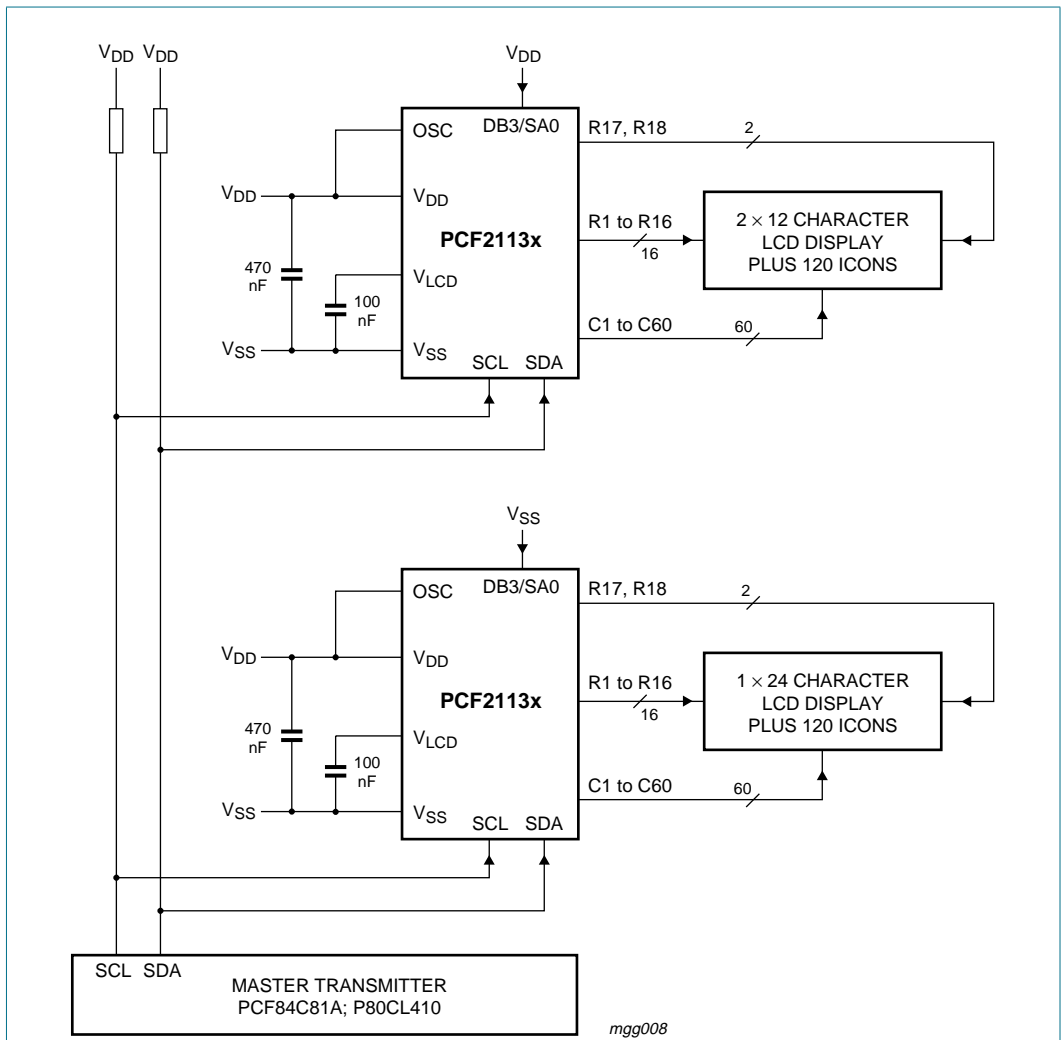 VDD VDD
VDD
DB3/SA0
OSC
R17, R18
2
VDD
VDD
PCF2113x
R1 to R16
16
2 × 12 CHARACTER
LCD DISPLAY
PLUS 120 ICONS
470
nF
VLCD
100
nF
C1 to C60
60
VSS
VSS
SCL SDA
VSS
DB3/SA0
OSC
R17, R18
2
VDD
VDD
PCF2113x
R1 to R16
16
1 × 24 CHARACTER
LCD DISPLAY
PLUS 120 ICONS
470
nF
VLCD
100
nF
C1 to C60
60
VSS
VSS
SCL SDA
SCL SDA
MASTER TRANSMITTER
PCF84C81A; P80CL410
mgg008